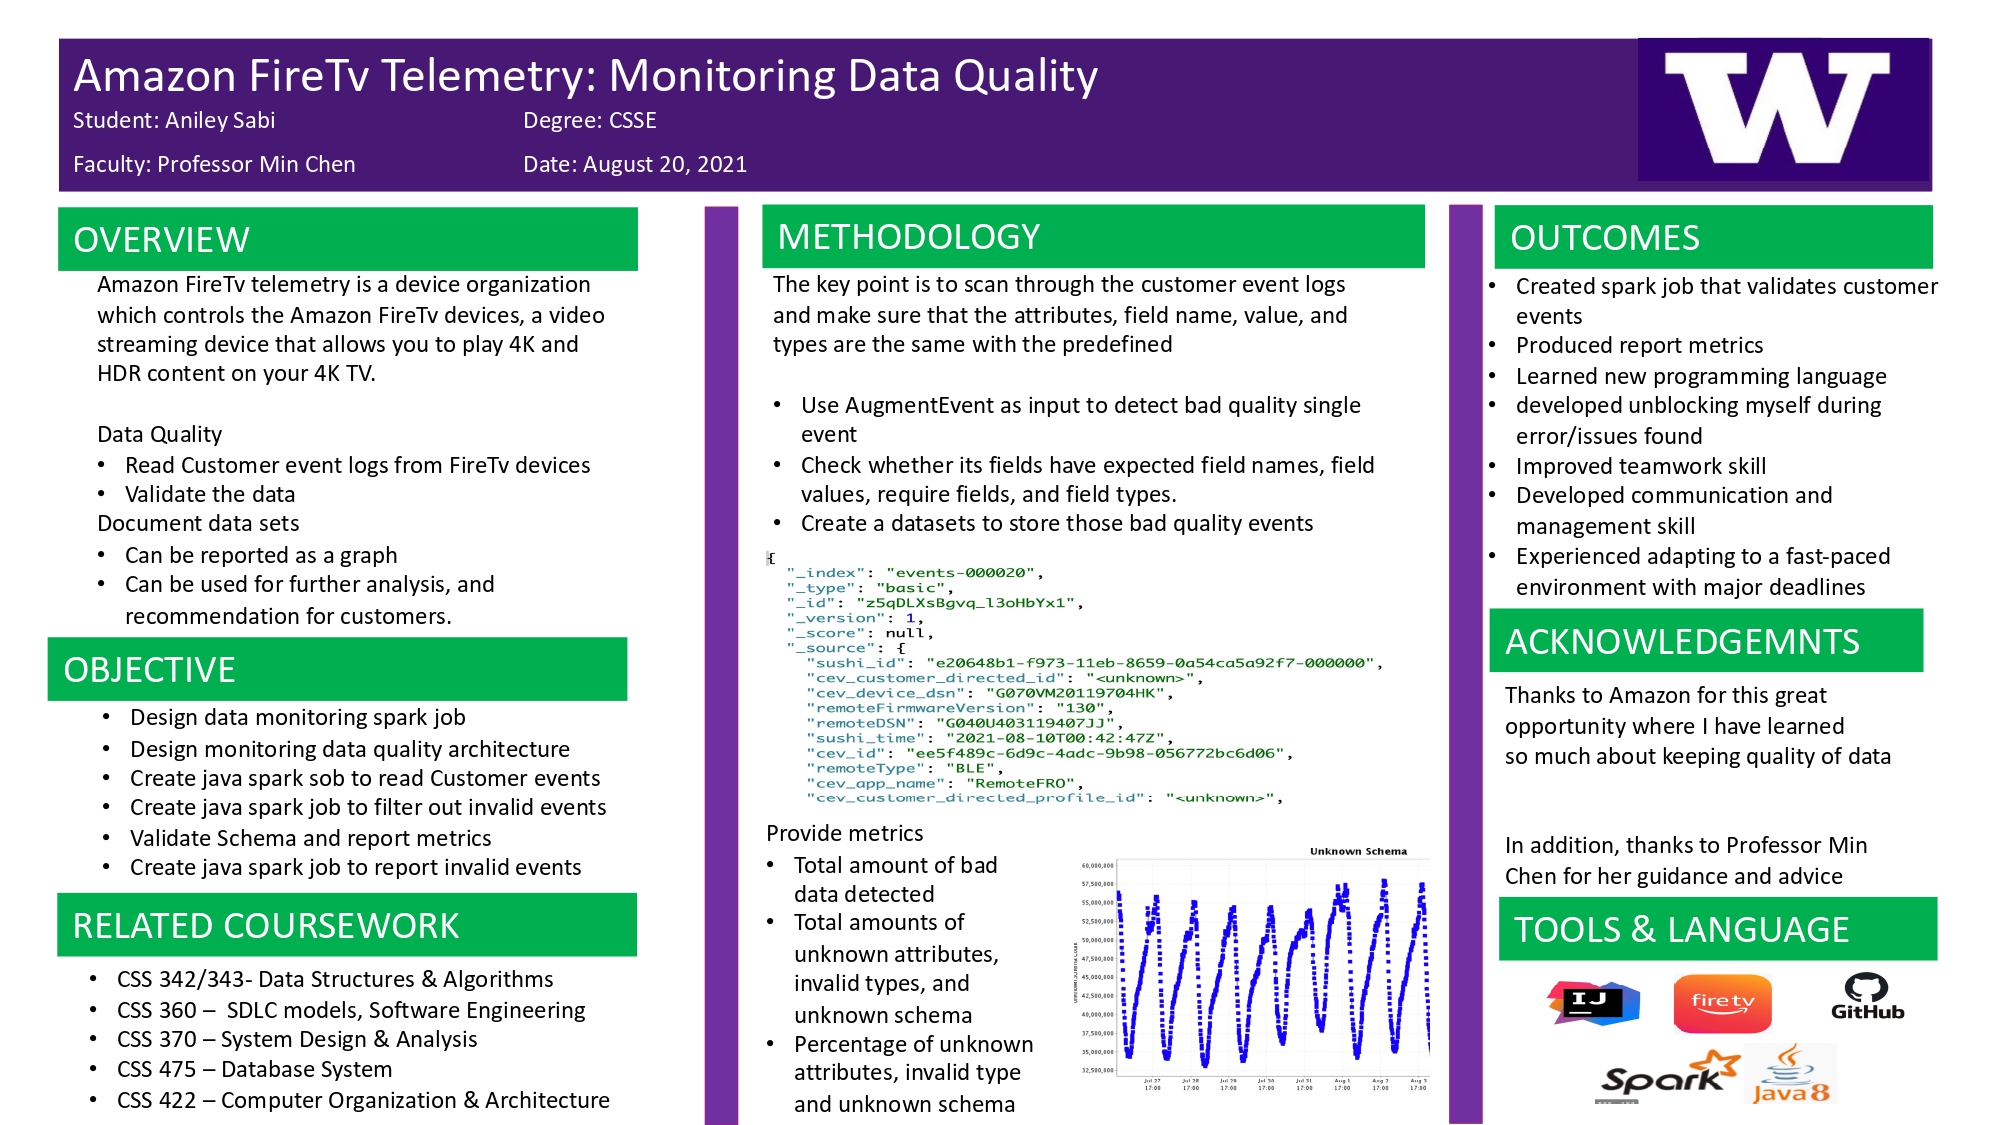 Amazon FireTv Telemetry: Monitoring Data Quality
Student: Aniley Sabi
Degree: CSSE
Faculty: Professor Min Chen
Date: August 20, 2021
W
OVERVIEW
Amazon FireTv telemetry is a device organization
which controls the Amazon FireTv devices, a video
streaming device that allows you to play 4K and
HDR content on your 4K TV.
Data Quality
• Read Customer event logs from FireTv devices
• Validate the data
Document data sets
• Can be reported as a graph
• Can be used for further analysis, and
recommendation for customers.
OBJECTIVE
• Design data monitoring spark job
• Design monitoring data quality architecture
• Create java spark sob to read Customer events
• Create java spark job to filter out invalid events
• Validate Schema and report metrics
• Create java spark job to report invalid events
RELATED COURSEWORK
• CSS 342/343- Data Structures & Algorithms
• CSS 360 – SDLC models, Software Engineering
• CSS 370 – System Design & Analysis
• CSS 475 – Database System
• CSS 422 – Computer Organization & Architecture
METHODOLOGY
The key point is to scan through the customer event logs
and make sure that the attributes, field name, value, and
types are the same with the predefined
• Use AugmentEvent as input to detect bad quality single
event
• Check whether its fields have expected field names, field
values, require fields, and field types.
• Create a datasets to store those bad quality events
{
"_index": "events-000020",
"_type": "basic",
"_id": "z5qDLXsBgvq_l3oHbYx1",
"_version": 1,
"_score": null,
"_source": {
"sushi_id": "e20648b1-f973-11eb-8659-0a54ca5a92f7-000000",
"cev_customer_directed_id": "<unknown>",
"cev_device_dsn": "G070VM20119704HK",
"remoteFirmwareVersion": "130",
"remoteDSN": "G040U403119407JJ",
"sushi_time": "2021-08-10T00:42:47Z",
"cev_id": "ee5f489c-6d9c-4adc-9b98-056772bc6d06",
"remoteType": "BLE",
"cev_app_name": "RemoteFRO",
"cev_customer_directed_profile_id": "<unknown>",
Provide metrics
• Total amount of bad
data detected
• Total amounts of
unknown attributes,
invalid types, and
unknown schema
• Percentage of unknown
attributes, invalid type
and unknown schema
Unknown Schema
60,000,000
57,500,000
55,000,000
52,500,000
50,000,000
47,500,000
45,000,000
42,500,000
40,000,000
37,500,000
35,000,000
32,500,000
Jul 27 Jul 28 Jul 29 Jul 30 Jul 31 Aug 1 Aug 2 Aug 3
17:00 17:00 17:00 17:00 17:00 17:00 17:00 17:00
OUTCOMES
• Created spark job that validates customer
events
• Produced report metrics
• Learned new programming language
• developed unblocking myself during
error/issues found
• Improved teamwork skill
• Developed communication and
management skill
• Experienced adapting to a fast-paced
environment with major deadlines
ACKNOWLEDGEMNTS
Thanks to Amazon for this great
opportunity where I have learned
so much about keeping quality of data
In addition, thanks to Professor Min
Chen for her guidance and advice
TOOLS & LANGUAGE
IJ
fire tv
GitHub
Spark
Java 8